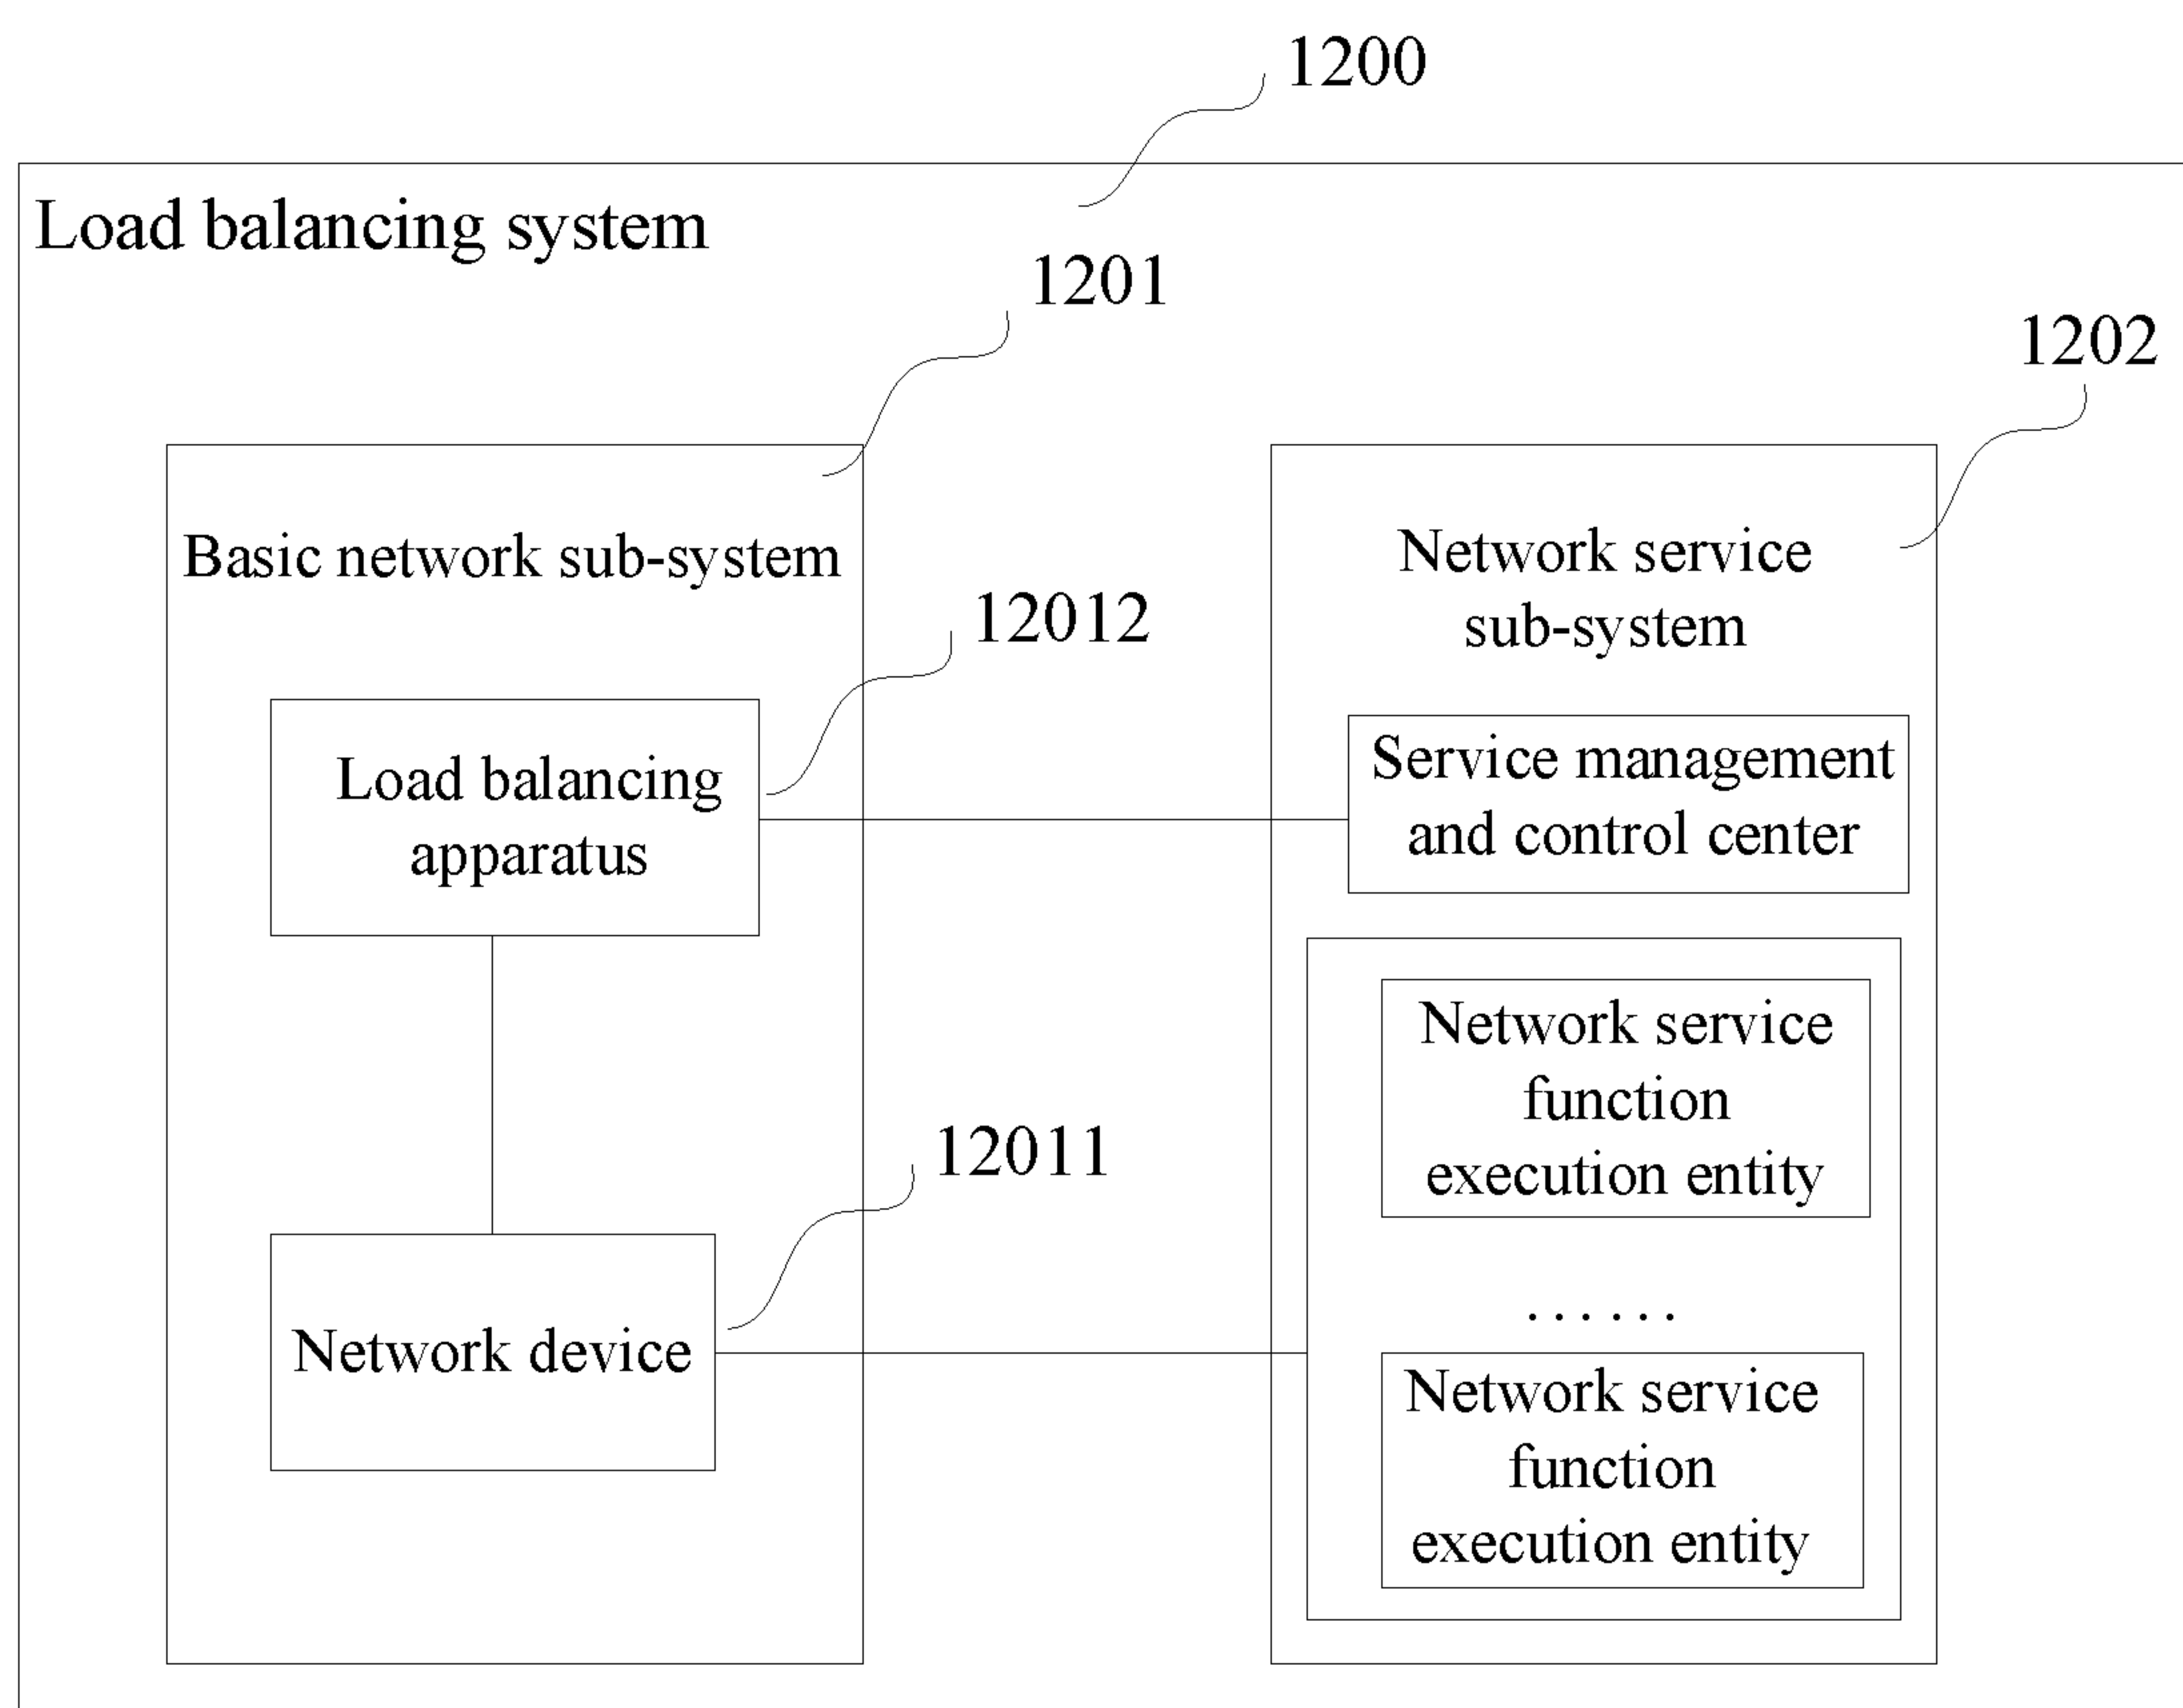 1200
Load balancing system
1201
1202
Basic network sub-system
Network service
sub-system
12012
Load balancing
apparatus
Service management
and control center
Network service
function
execution entity
12011
Network device
......
Network service
function
execution entity